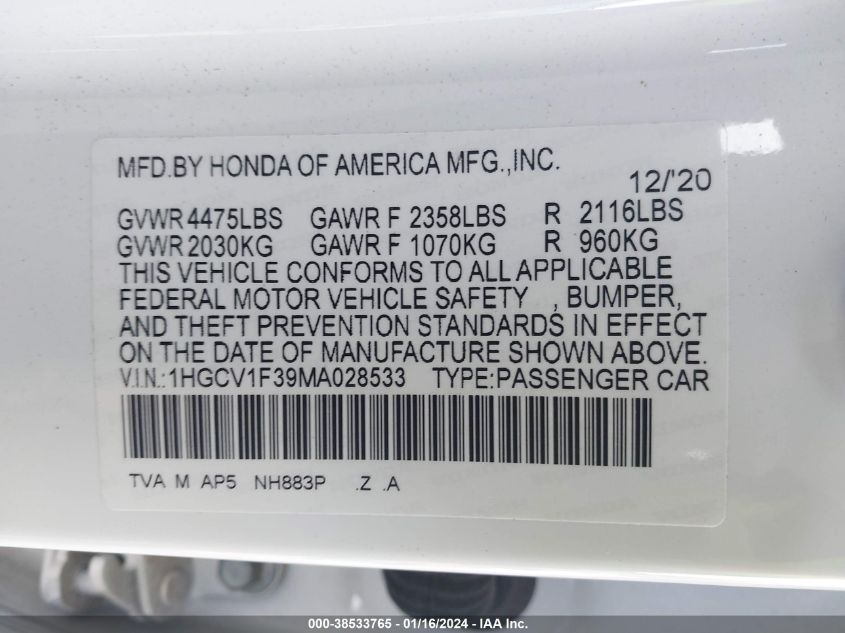 MFD.BY HONDA OF AMERICA MFG.,INC.
12/'20
GVWR 4475LBS GAWR F 2358LBS R 2116LBS
GVWR 2030KG GAWR F 1070KG R 960KG
THIS VEHICLE CONFORMS TO ALL APPLICABLE
FEDERAL MOTOR VEHICLE SAFETY , BUMPER,
AND THEFT PREVENTION STANDARDS IN EFFECT
ON THE DATE OF MANUFACTURE SHOWN ABOVE.
V.I.N.:1HGCV1F39MA028533 TYPE:PASSENGER CAR
TVA M AP5 NH883P .Z .A
000-38533765 - 01/16/2024 - IAA Inc.